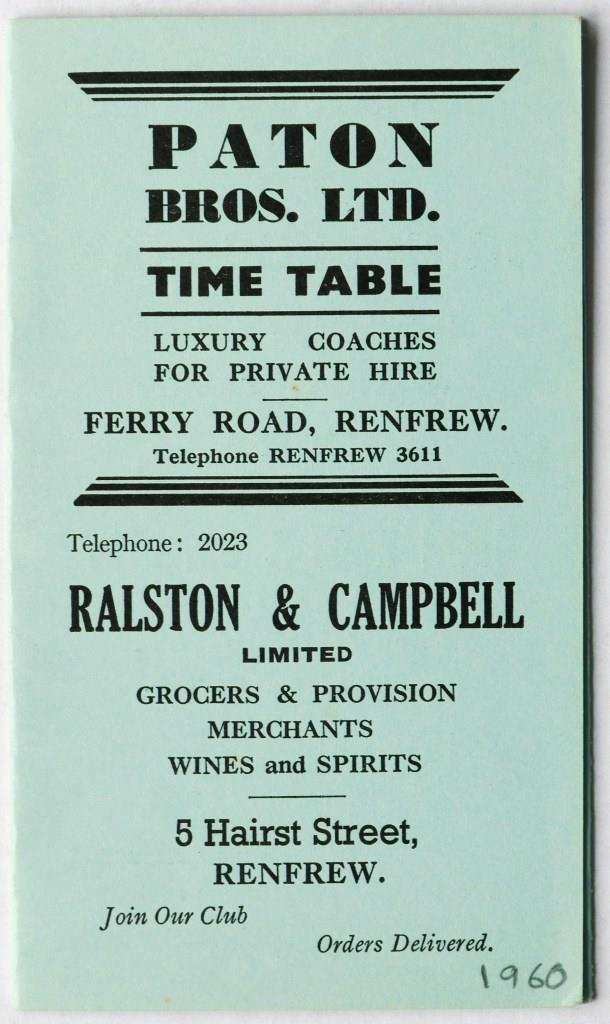 PATON
BROS. LTD.
TIME TABLE
LUXURY COACHES
FOR PRIVATE HIRE
FERRY ROAD, RENFREW.
Telephone RENFREW 3611
Telephone: 2023
RALSTON & CAMPBELL
LIMITED
GROCERS & PROVISION
MERCHANTS
WINES and SPIRITS
5 Hairst Street,
RENFREW.
Join Our Club
Orders Delivered.
1960